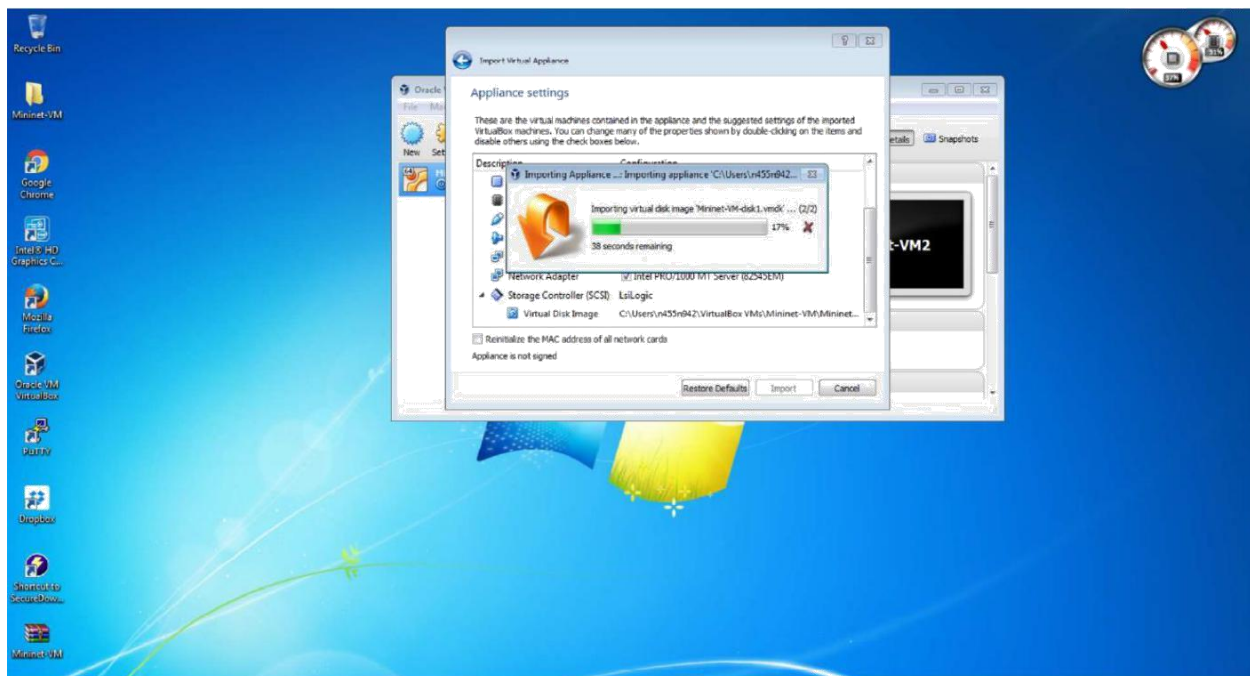 Recycle Bin
Mininet-VM
Google
Chrome
Intel® HD
Graphics C...
Mozilla
Firefox
Oracle VM
VirtualBox
PuTTY
Dropbox
Shortcut to
SecureDow...
Mininet-VM
Import Virtual Appliance
Appliance settings
These are the virtual machines contained in the appliance and the suggested settings of the imported
VirtualBox machines. You can change many of the properties shown by double-clicking on the items and
disable others using the check boxes below.
Description Configuration
Importing Appliance ...: Importing appliance 'C:\Users\n455n942...
Importing virtual disk image 'Mininet-VM-disk1.vmdk' ... (2/2)
17%
38 seconds remaining
Network Adapter Intel PRO/1000 MT Server (82545EM)
Storage Controller (SCSI) LsiLogic
Virtual Disk Image C:\Users\n455n942\VirtualBox VMs\Mininet-VM\Mininet...
Reinitialize the MAC address of all network cards
Appliance is not signed
Restore Defaults Import Cancel
Oracle
File Ma
New Set
etails Snapshots
t-VM2